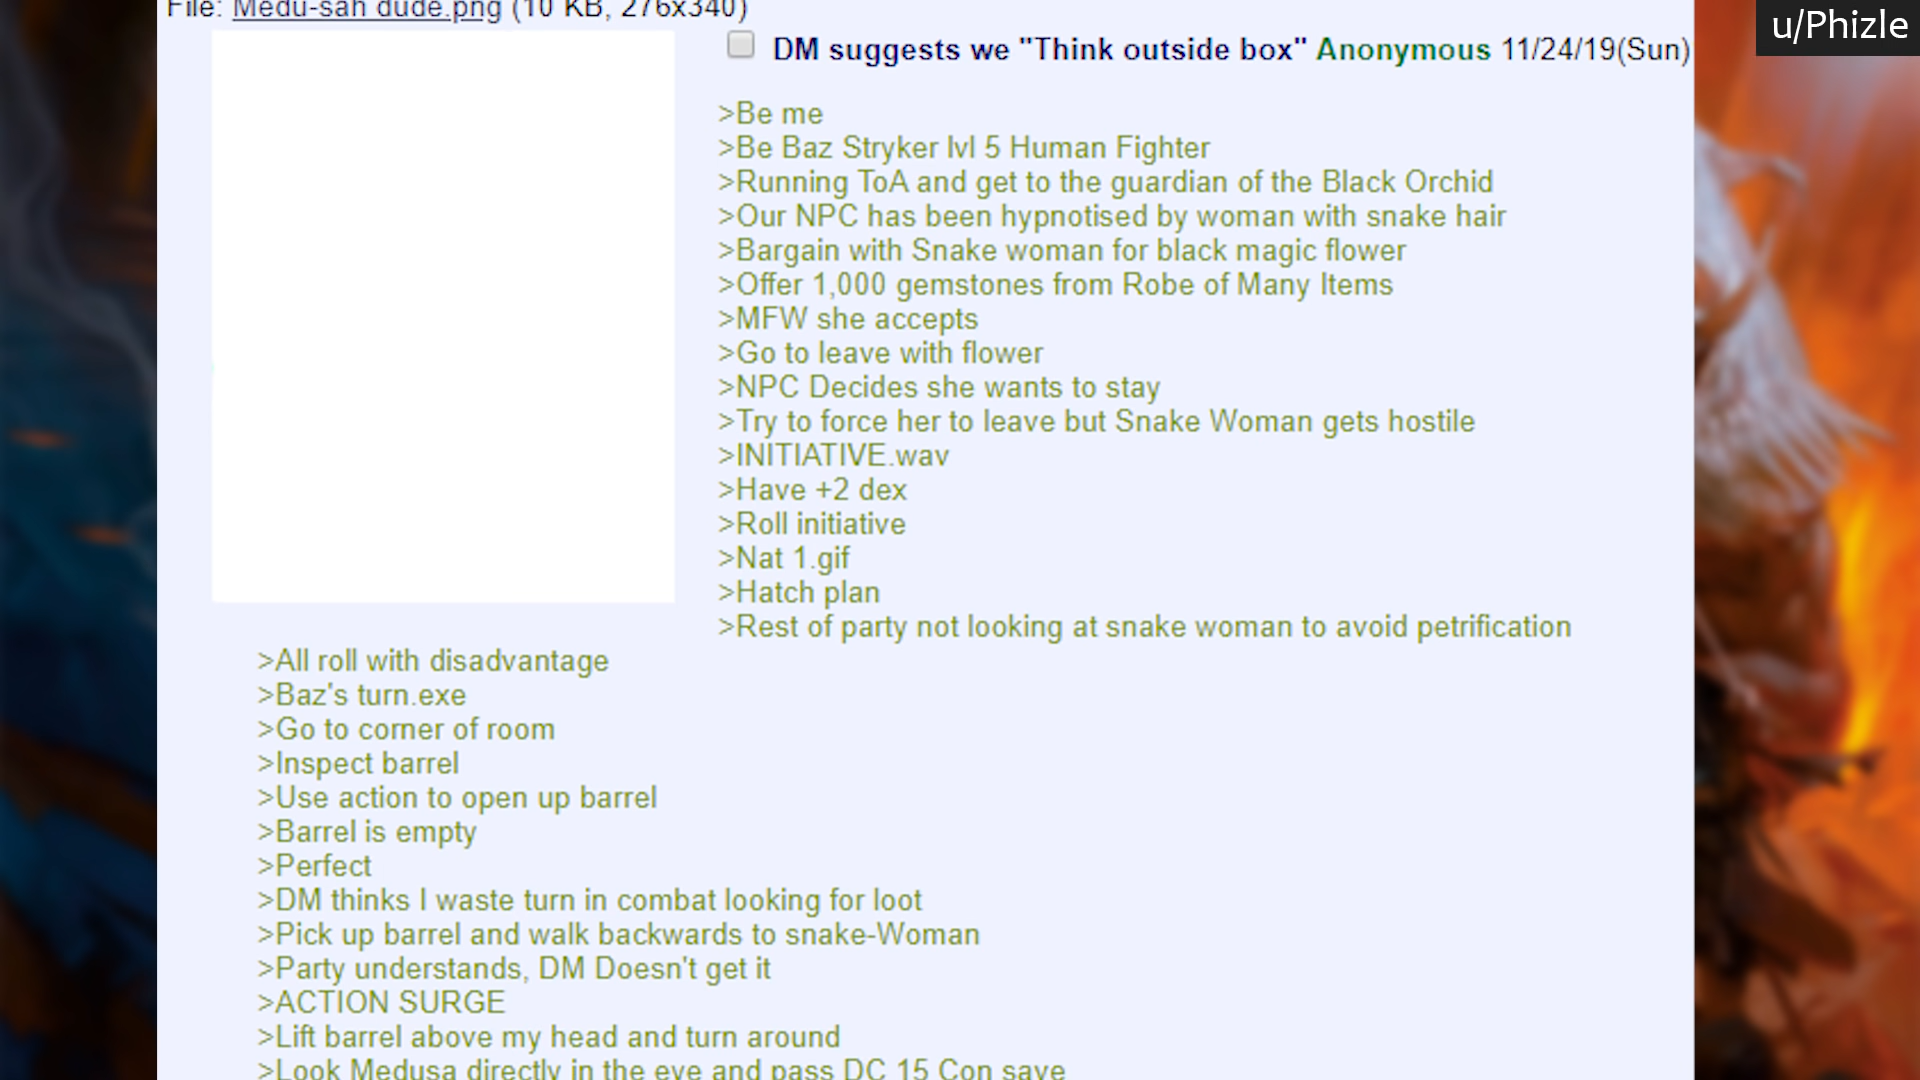 File: Medu-sah dude.png (10 KB, 276x340)
u/Phizle
DM suggests we "Think outside box" Anonymous 11/24/19(Sun)
>Be me
>Be Baz Stryker lvl 5 Human Fighter
>Running ToA and get to the guardian of the Black Orchid
>Our NPC has been hypnotised by woman with snake hair
>Bargain with Snake woman for black magic flower
>Offer 1,000 gemstones from Robe of Many Items
>MFW she accepts
>Go to leave with flower
>NPC Decides she wants to stay
>Try to force her to leave but Snake Woman gets hostile
>INITIATIVE.wav
>Have +2 dex
>Roll initiative
>Nat 1.gif
>Hatch plan
>Rest of party not looking at snake woman to avoid petrification
>All roll with disadvantage
>Baz's turn.exe
>Go to corner of room
>Inspect barrel
>Use action to open up barrel
>Barrel is empty
>Perfect
>DM thinks I waste turn in combat looking for loot
>Pick up barrel and walk backwards to snake-Woman
>Party understands, DM Doesn't get it
>ACTION SURGE
>Lift barrel above my head and turn around
>Look Medusa directly in the eye and pass DC 15 Con save